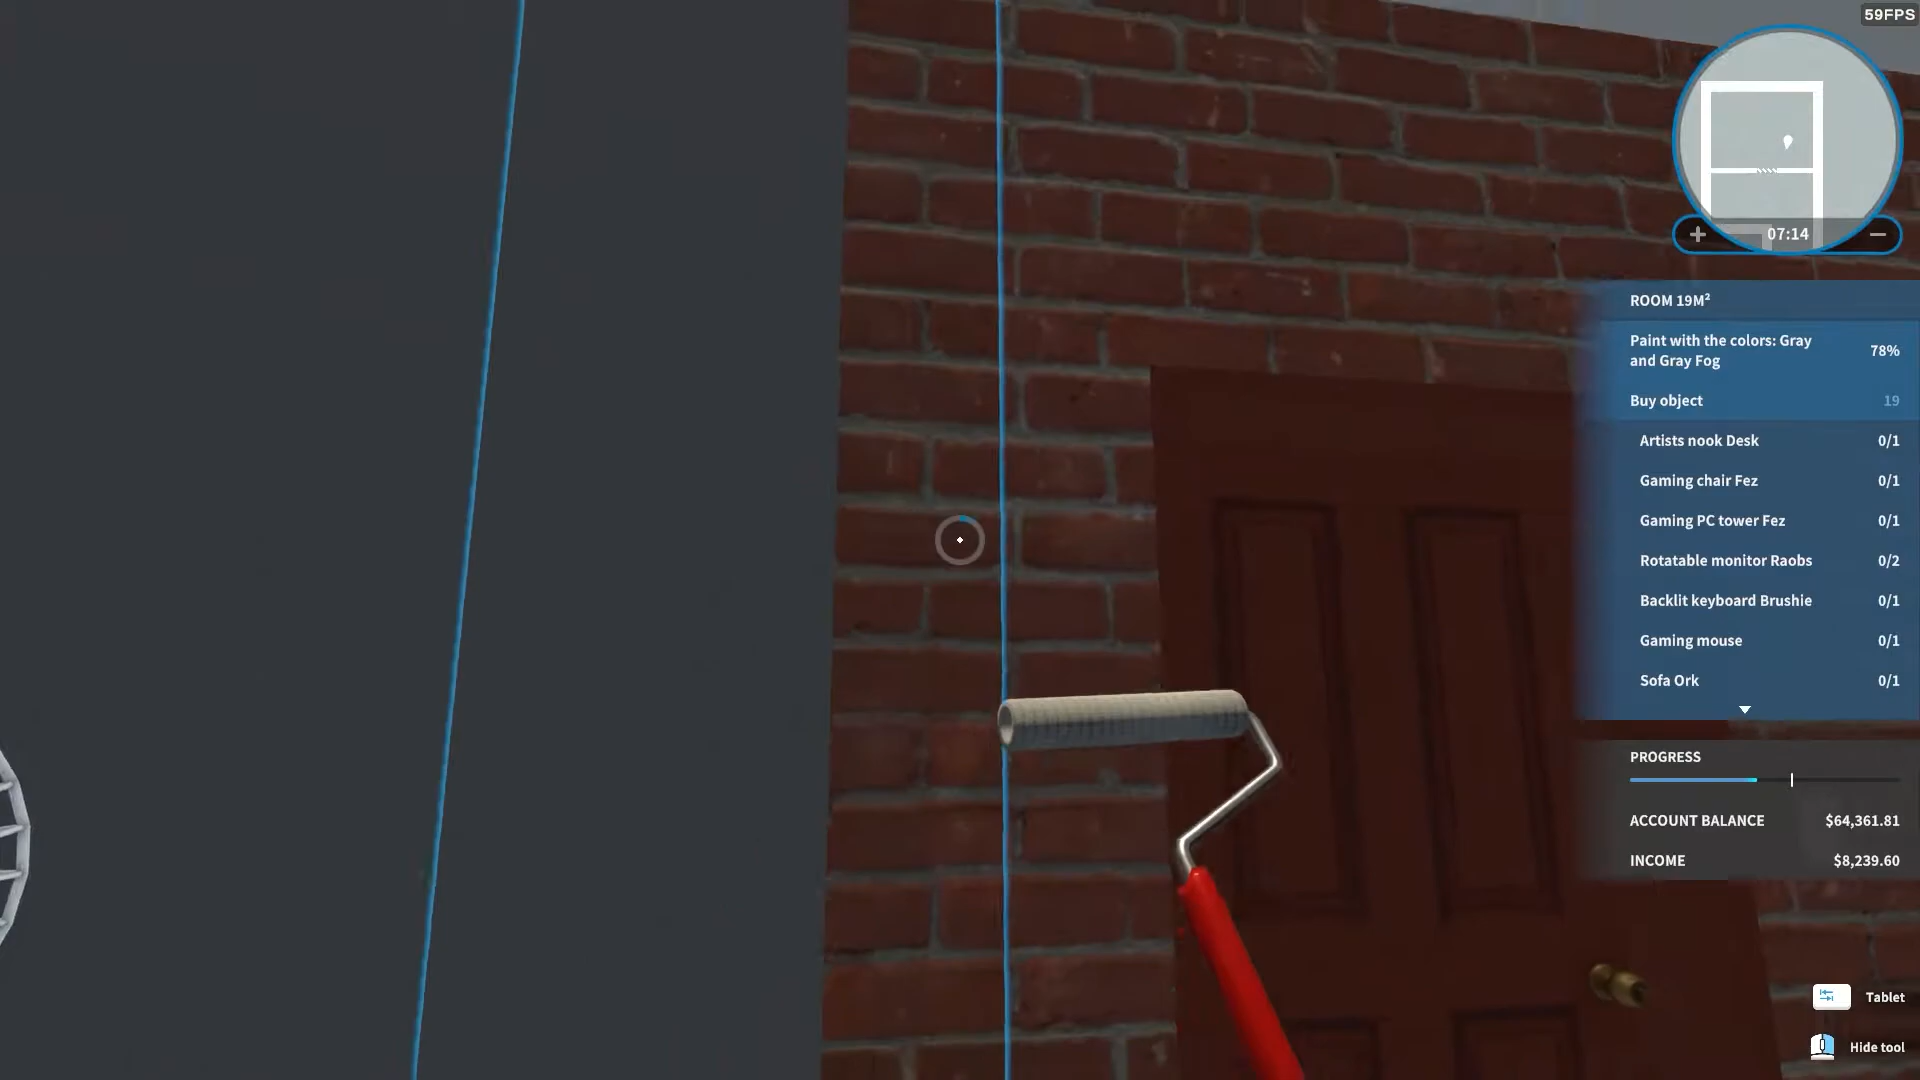 59FPS
07:14
ROOM 19M²
Paint with the colors: Gray
and Gray Fog
78%
Buy object 19
Artists nook Desk 0/1
Gaming chair Fez 0/1
Gaming PC tower Fez 0/1
Rotatable monitor Raobs 0/2
Backlit keyboard Brushie 0/1
Gaming mouse 0/1
Sofa Ork 0/1
PROGRESS
ACCOUNT BALANCE $64,361.81
INCOME $8,239.60
Tablet
Hide tool